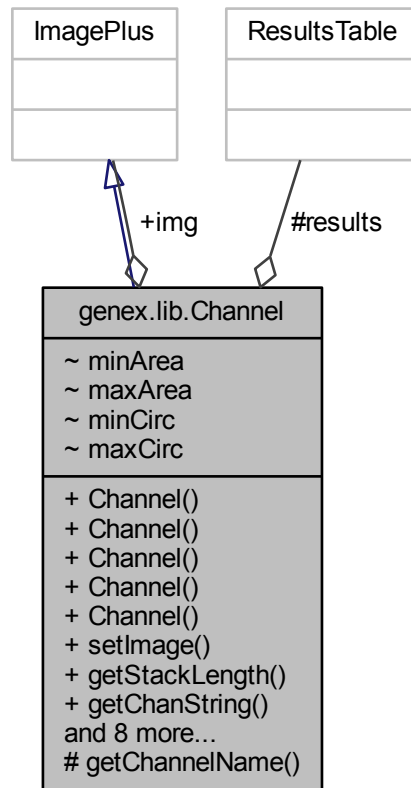 ImagePlus
ResultsTable
+img
#results
genex.lib.Channel
~ minArea
~ maxArea
~ minCirc
~ maxCirc
+ Channel()
+ Channel()
+ Channel()
+ Channel()
+ Channel()
+ setImage()
+ getStackLength()
+ getChanString()
and 8 more...
# getChannelName()